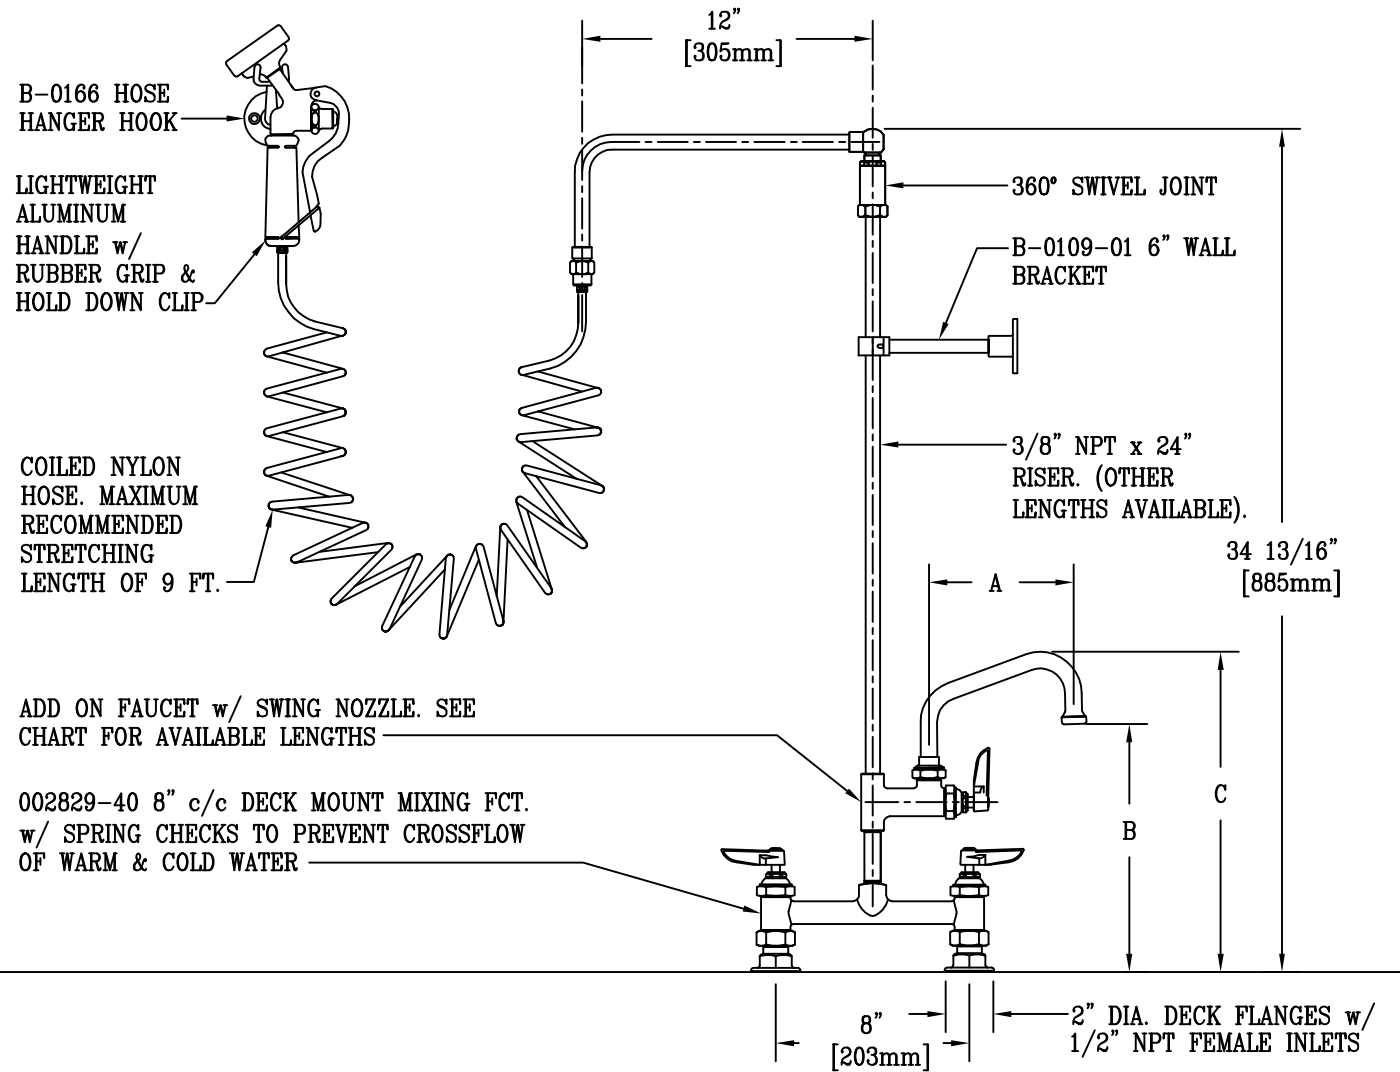 12"
[305mm]
B-0166 HOSE
HANGER HOOK
LIGHTWEIGHT
ALUMINUM
HANDLE w/
RUBBER GRIP &
HOLD DOWN CLIP
360° SWIVEL JOINT
B-0109-01 6" WALL
BRACKET
3/8" NPT x 24"
RISER. (OTHER
LENGTHS AVAILABLE).
COILED NYLON
HOSE. MAXIMUM
RECOMMENDED
STRETCHING
LENGTH OF 9 FT.
34 13/16"
[885mm]
A
ADD ON FAUCET w/ SWING NOZZLE. SEE
CHART FOR AVAILABLE LENGTHS
002829-40 8" c/c DECK MOUNT MIXING FCT.
w/ SPRING CHECKS TO PREVENT CROSSFLOW
OF WARM & COLD WATER
C
B
8"
[203mm]
2" DIA. DECK FLANGES w/
1/2" NPT FEMALE INLETS